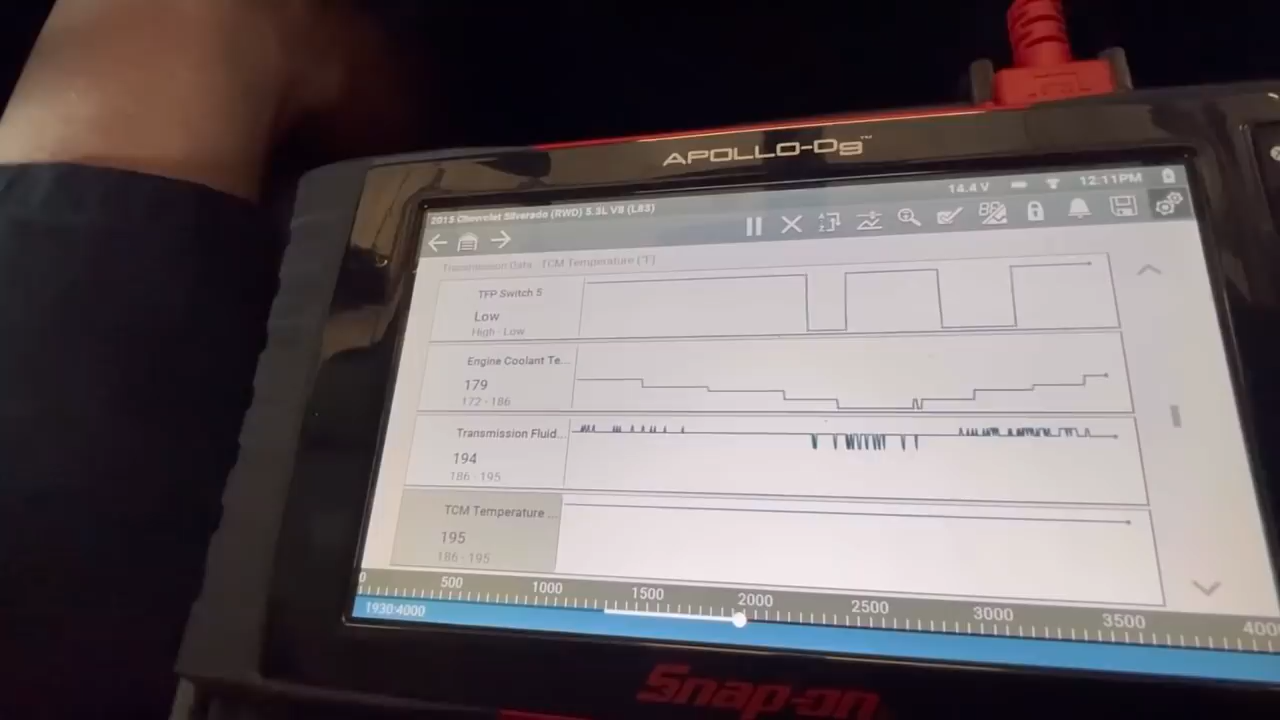 APOLLO-D9™
14.4 V 12:11PM
2015 Chevrolet Silverado (RWD) 5.3L V8 (L83)
Transmission Data - TCM Temperature (°F)
TFP Switch 5
Low
High - Low
Engine Coolant Te...
179
172 - 186
Transmission Fluid...
194
186 - 195
TCM Temperature ...
195
186 - 195
0 500 1000 1500 2000 2500 3000 3500 400
1930:4000
Snap-on